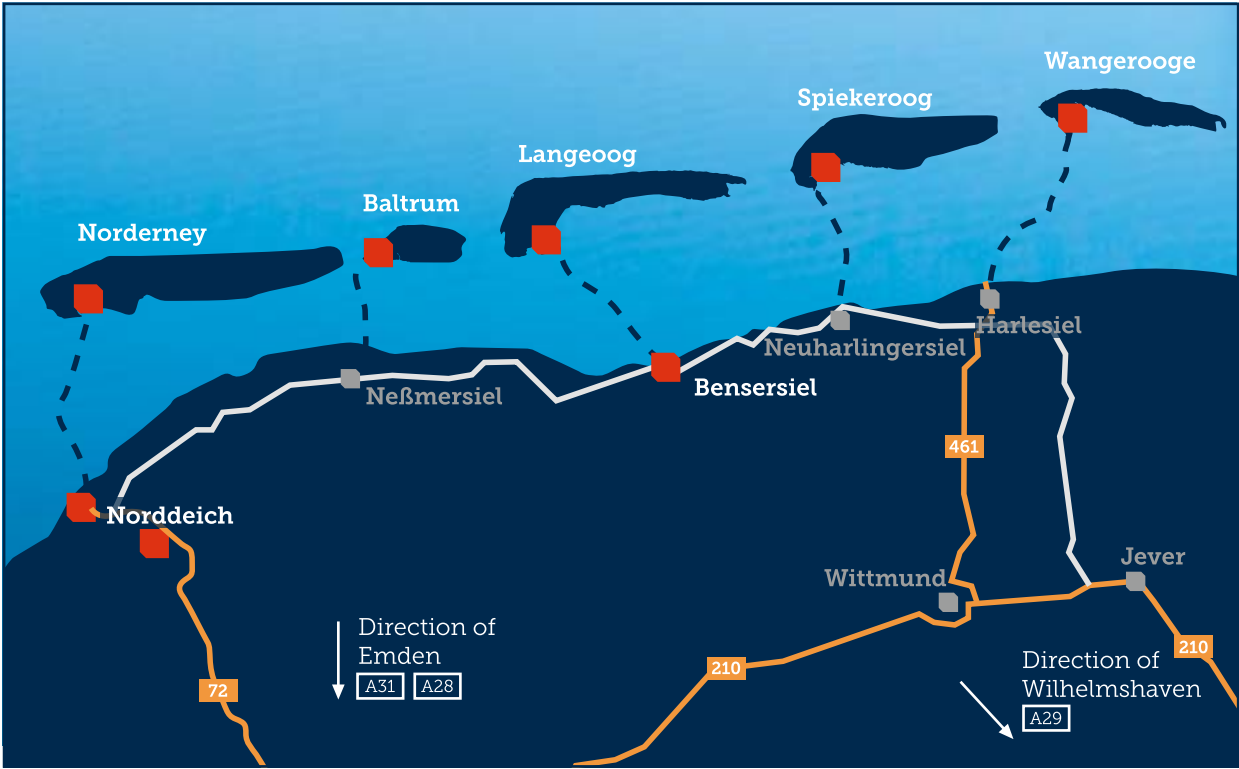 Wangerooge
Spiekeroog
Langeoog
Baltrum
Norderney
Harlesiel
Neuharlingersiel
Bensersiel
Neßmersiel
461
Norddeich
Jever
Wittmund
Direction of
Emden
A31 A28
72
210
210
Direction of
Wilhelmshaven
A29